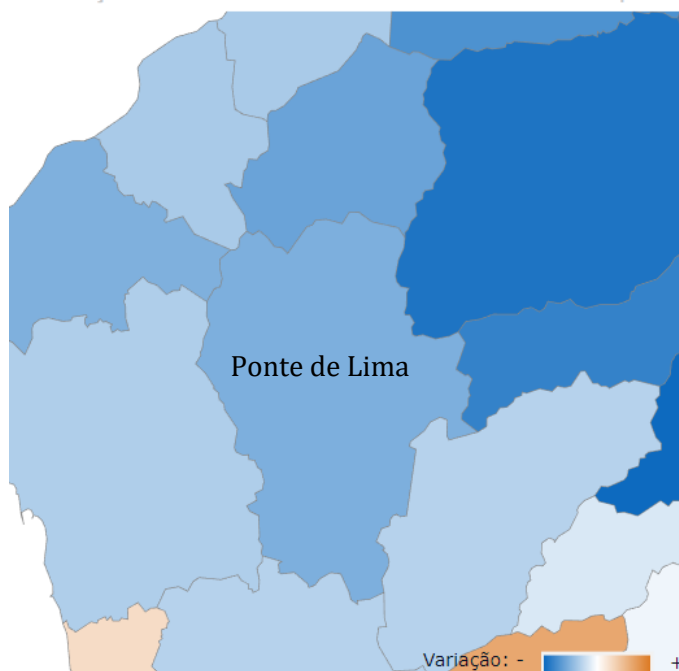 Ponte de Lima
Variação: - +